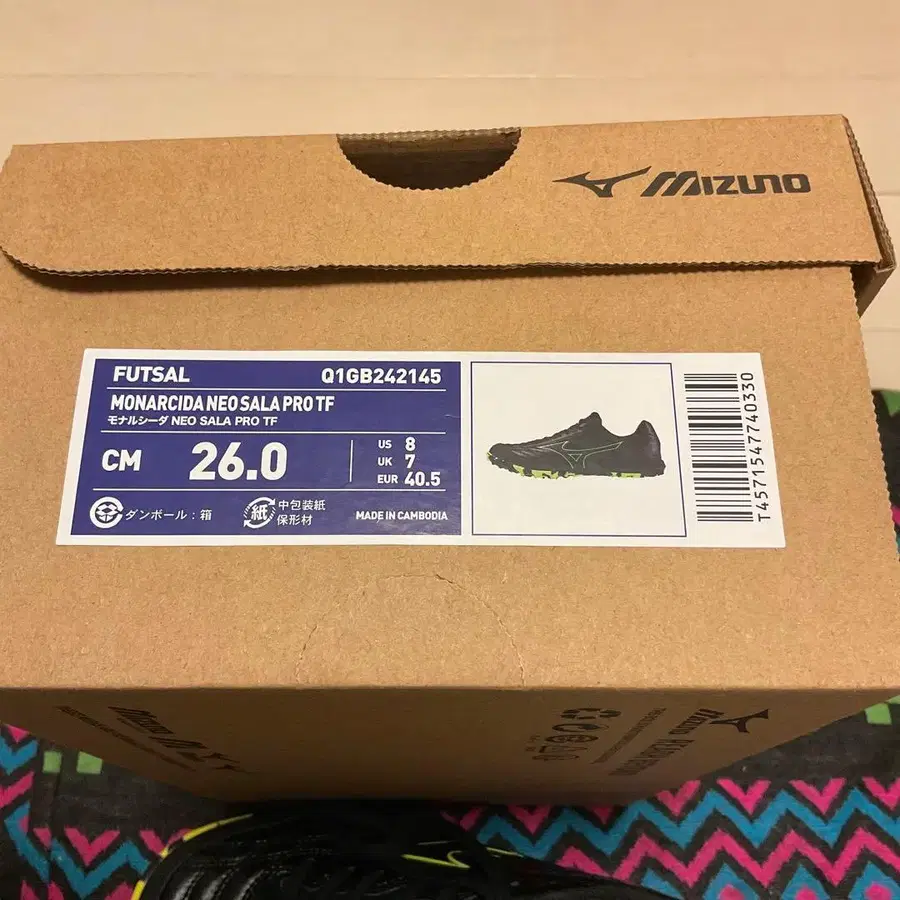 MIZUNO
FUTSAL Q1GB242145
MONARCIDA NEO SALA PRO TF
モナルシーダ NEO SALA PRO TF
CM 26.0
US 8
UK 7
EUR 40.5
ダンボール：箱
紙 中包装紙
保形材
MADE IN CAMBODIA
T4571547740330
Mizuno
Mizuno